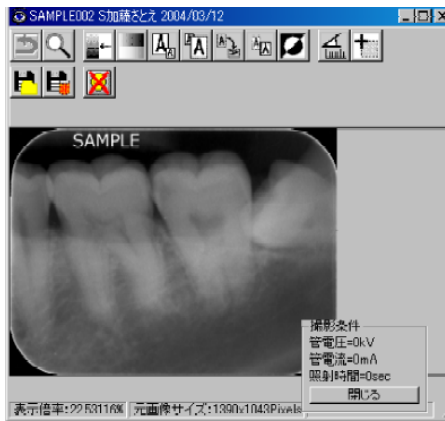 SAMPLE002 S加藤さとえ 2004/03/12
SAMPLE
撮影条件
管電圧=0kV
管電流=0mA
照射時間=0sec
閉じる
表示倍率:22.53116% 元画像サイズ:1390x1043Pixels